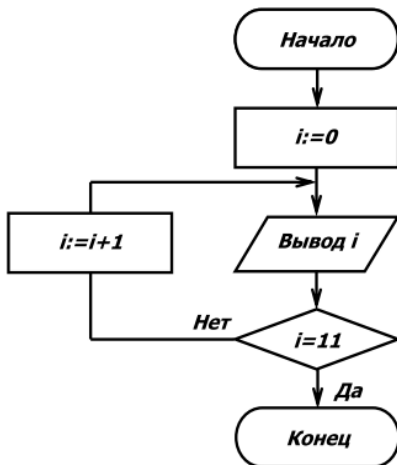 Начало
i:=0
i:=i+1
Вывод i
Нет
i=11
Да
Конец